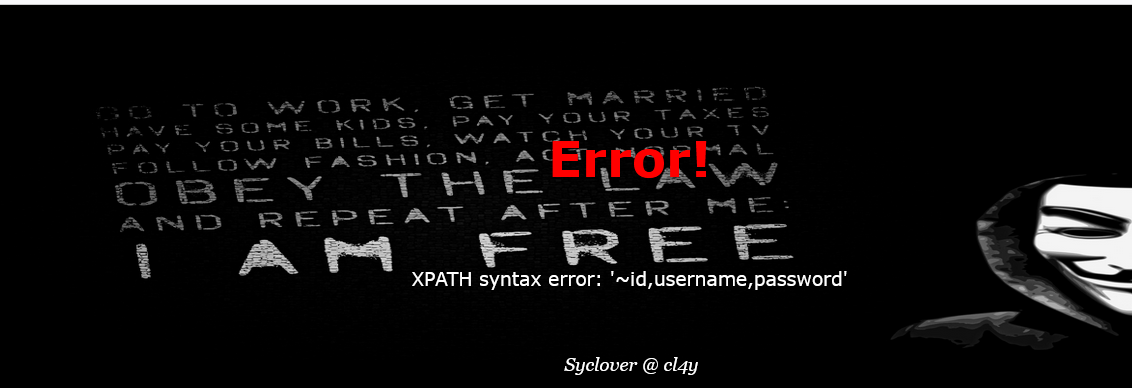 GO TO WORK, GET MARRIED
HAVE SOME KIDS, PAY YOUR TAXES
PAY YOUR BILLS, WATCH YOUR TV
FOLLOW FASHION, ACT NORMAL
Error!
OBEY THE LAW
AND REPEAT AFTER ME:
I AM FREE
XPATH syntax error: '~id,username,password'
Syclover @ cl4y